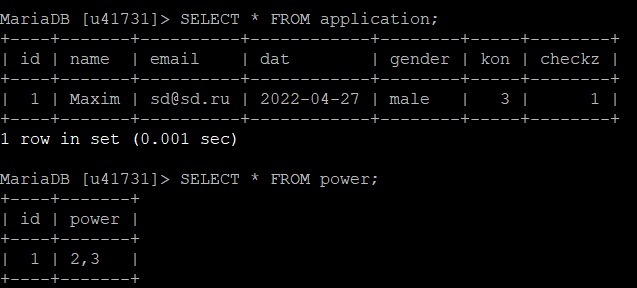 MariaDB [u41731]> SELECT * FROM application;
+----+-------+----------+------------+--------+-----+--------+
| id | name  | email    | dat        | gender | kon | checkz |
+----+-------+----------+------------+--------+-----+--------+
|  1 | Maxim | sd@sd.ru | 2022-04-27 | male   |   3 |      1 |
+----+-------+----------+------------+--------+-----+--------+
1 row in set (0.001 sec)
MariaDB [u41731]> SELECT * FROM power;
+----+-------+
| id | power |
+----+-------+
|  1 | 2,3   |
+----+-------+